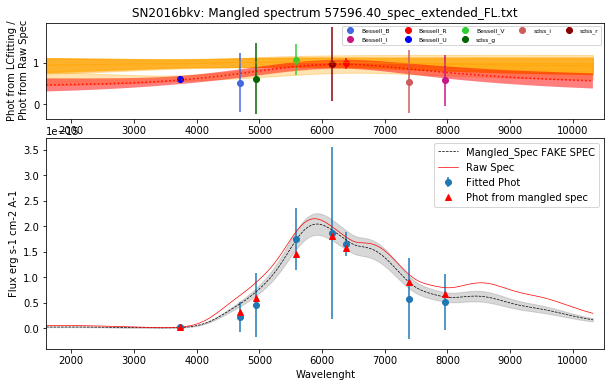 SN2016bkv: Mangled spectrum 57596.40_spec_extended_FL.txt
Phot from LCfitting /
Phot from Raw Spec
1
0
Bessell_B
Bessell_I
Bessell_R
Bessell_U
Bessell_V
sdss_g
sdss_i
sdss_r
2000 3000 4000 5000 6000 7000 8000 9000 10000
1e-15
Flux erg s-1 cm-2 A-1
3.5
3.0
2.5
2.0
1.5
1.0
0.5
0.0
Mangled_Spec FAKE SPEC
Raw Spec
Fitted Phot
Phot from mangled spec
2000 3000 4000 5000 6000 7000 8000 9000 10000
Wavelenght